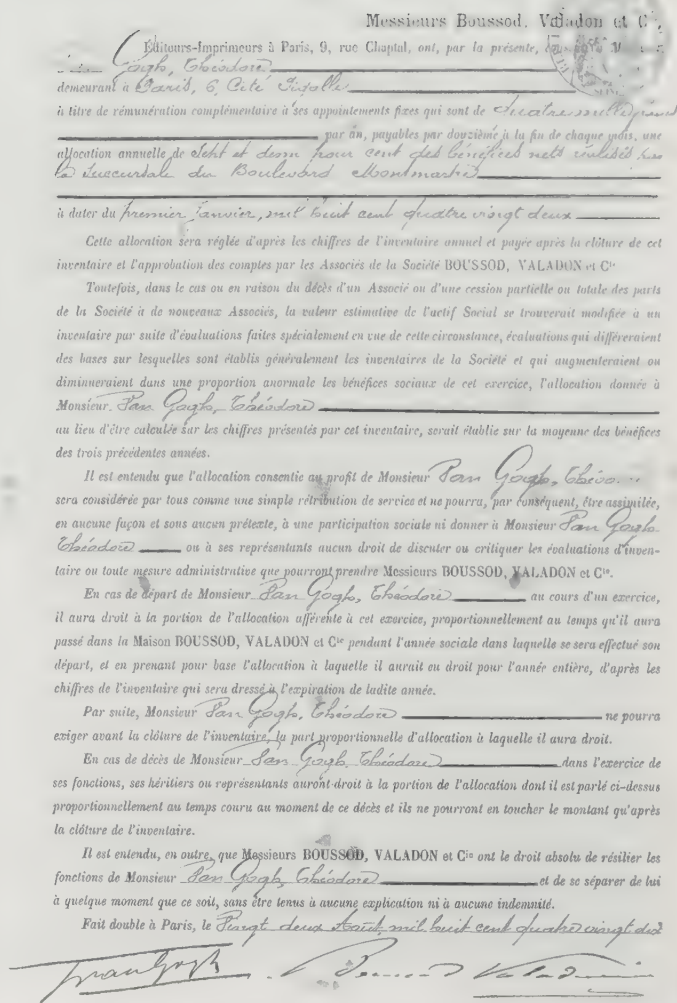 Messieurs Boussod, Valadon et Cie,
Éditeurs-Imprimeurs à Paris, 9, rue Chaptal, ont, par la présente,
Van Gogh, Théodore
demeurant à Paris, 6, Cité Pigalle
à titre de rémunération complémentaire à ses appointements fixes qui sont de Quatre mille francs
par an, payables par douzième à la fin de chaque mois, une
allocation annuelle de Sept et demi pour cent des bénéfices nets réalisés par
la Succursale du Boulevard Montmartre
à dater du premier Janvier, mil huit cent quatre vingt deux
Cette allocation sera réglée d'après les chiffres de l'inventaire annuel et payée après la clôture de cet
inventaire et l'approbation des comptes par les Associés de la Société BOUSSOD, VALADON et Cie
Toutefois, dans le cas ou en raison du décès d'un Associé ou d'une cession partielle ou totale des parts
de la Société à de nouveaux Associés, la valeur estimative de l'actif Social se trouverait modifiée à un
inventaire par suite d'évaluations faites spécialement en vue de cette circonstance, évaluations qui différeraient
des bases sur lesquelles sont établis généralement les inventaires de la Société et qui augmenteraient ou
diminueraient dans une proportion anormale les bénéfices sociaux de cet exercice, l'allocation donnée à
Monsieur Van Gogh, Théodore
au lieu d'être calculée sur les chiffres présentés par cet inventaire, serait établie sur la moyenne des bénéfices
des trois précédentes années.
Il est entendu que l'allocation consentie au profit de Monsieur Van Gogh, Théo
sera considérée par tous comme une simple rétribution de service et ne pourra, par conséquent, être assimilée,
en aucune façon et sous aucun prétexte, à une participation sociale ni donner à Monsieur Van Gogh
Théodore ou à ses représentants aucun droit de discuter ou critiquer les évaluations d'inven-
taire ou toute mesure administrative que pourront prendre Messieurs BOUSSOD, VALADON et Cie.
En cas de départ de Monsieur Van Gogh, Théodore au cours d'un exercice,
il aura droit à la portion de l'allocation afférente à cet exercice, proportionnellement au temps qu'il aura
passé dans la Maison BOUSSOD, VALADON et Cie pendant l'année sociale dans laquelle se sera effectué son
départ, et en prenant pour base l'allocation à laquelle il aurait eu droit pour l'année entière, d'après les
chiffres de l'inventaire qui sera dressé à l'expiration de ladite année.
Par suite, Monsieur Van Gogh, Théodore ne pourra
exiger avant la clôture de l'inventaire, la part proportionnelle d'allocation à laquelle il aura droit.
En cas de décès de Monsieur Van Gogh, Théodore dans l'exercice de
ses fonctions, ses héritiers ou représentants auront droit à la portion de l'allocation dont il est parlé ci-dessus
proportionnellement au temps couru au moment de ce décès et ils ne pourront en toucher le montant qu'après
la clôture de l'inventaire.
Il est entendu, en outre, que Messieurs BOUSSOD, VALADON et Cie ont le droit absolu de résilier les
fonctions de Monsieur Van Gogh, Théodore et de se séparer de lui
à quelque moment que ce soit, sans être tenus à aucune explication ni à aucune indemnité.
Fait double à Paris, le Vingt deux Août, mil huit cent quatre vingt deux
Tvan Gogh Boussod Valadon